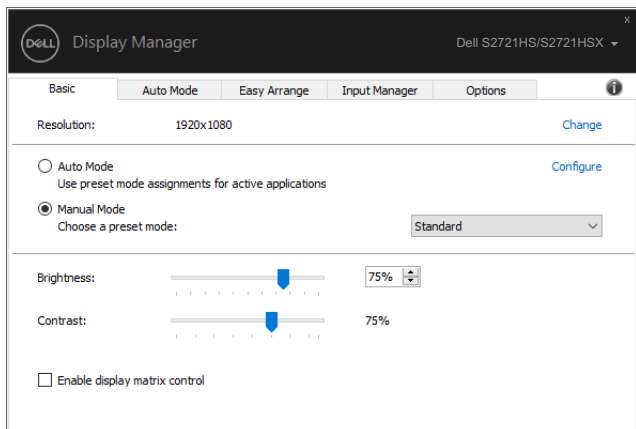 DELL Display Manager Dell S2721HS/S2721HSX
x
Basic Auto Mode Easy Arrange Input Manager Options
Resolution: 1920x1080 Change
Auto Mode Configure
Use preset mode assignments for active applications
Manual Mode
Choose a preset mode: Standard
Brightness: 75%
Contrast: 75%
Enable display matrix control